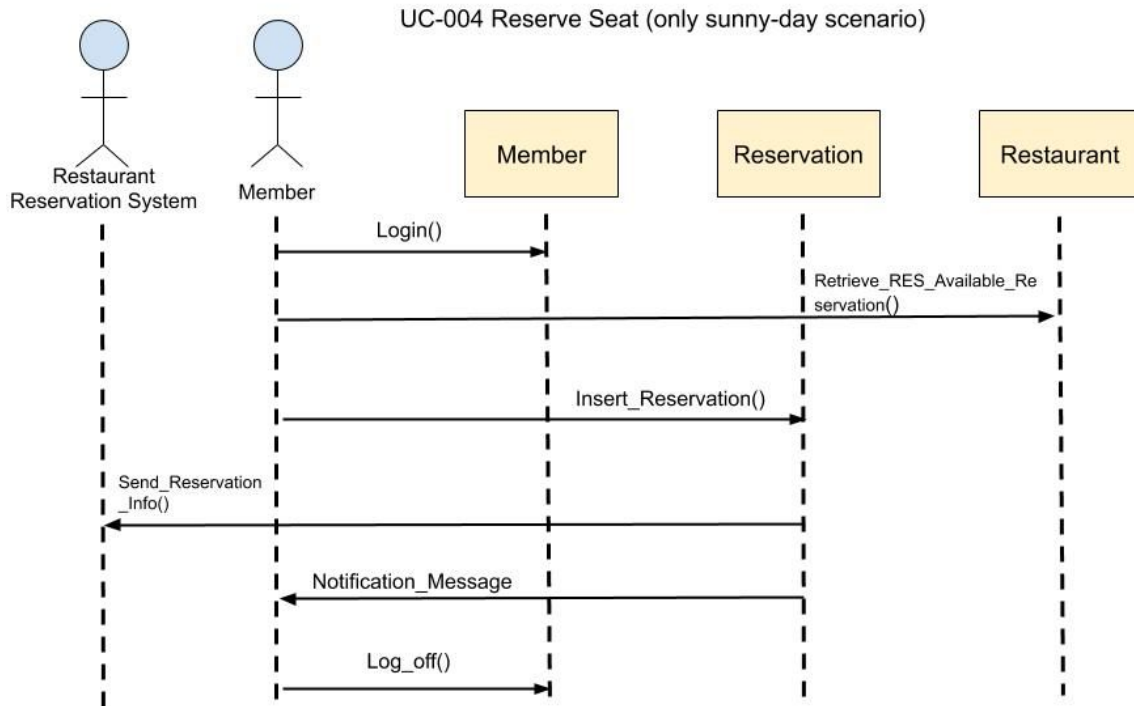 UC-004 Reserve Seat (only sunny-day scenario)
Restaurant
Reservation System
Member
Member
Reservation
Restaurant
Login()
Retrieve_RES_Available_Re
servation()
Insert_Reservation()
Send_Reservation
_Info()
Notification_Message
Log_off()